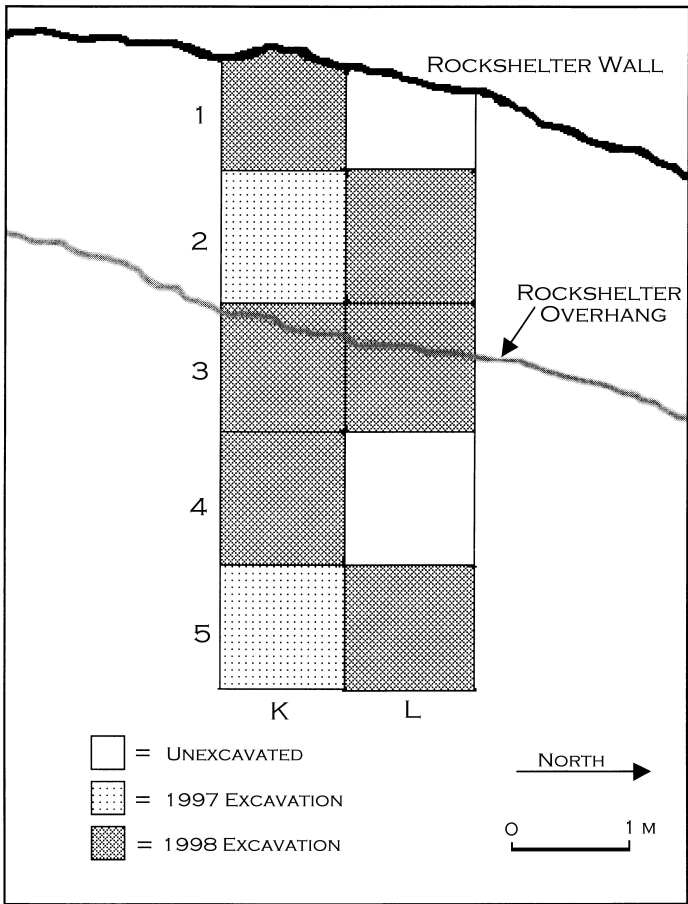 ROCKSHELTER WALL
1
2
ROCKSHELTER
OVERHANG
3
4
5
K L
= UNEXCAVATED
NORTH
= 1997 EXCAVATION
0 1 M
= 1998 EXCAVATION